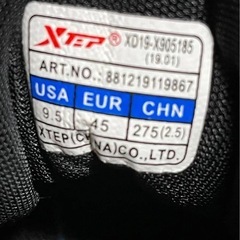 XTEP XD19-X905185
(19.01)
ART.NO.:881219119867
USA EUR CHN
9.5 45 275(2.5)
XTEP(CHINA)CO.,LTD.